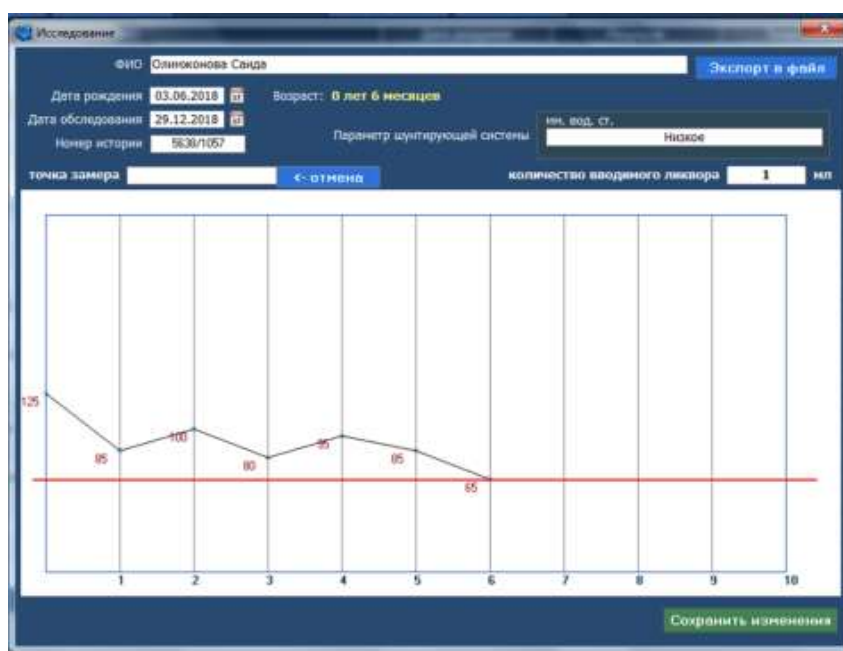 Исследование
ФИО Олимоконова Саида Экспорт в файл
Дата рождения 03.06.2018 Возраст: 0 лет 6 месяцев
Дата обследования 29.12.2018 мм. вод. ст.
Параметр шунтирующей системы Низкое
Номер истории 5638/1057
точка замера <- отмена количество вводимого ликвора 1 мл
125
85
100
80
95
85
65
1 2 3 4 5 6 7 8 9 10
Сохранить изменения